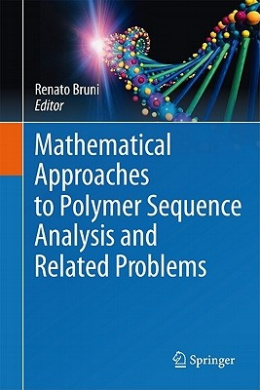 Renato Bruni
Editor
Mathematical
Approaches
to Polymer Sequence
Analysis and
Related Problems
Springer